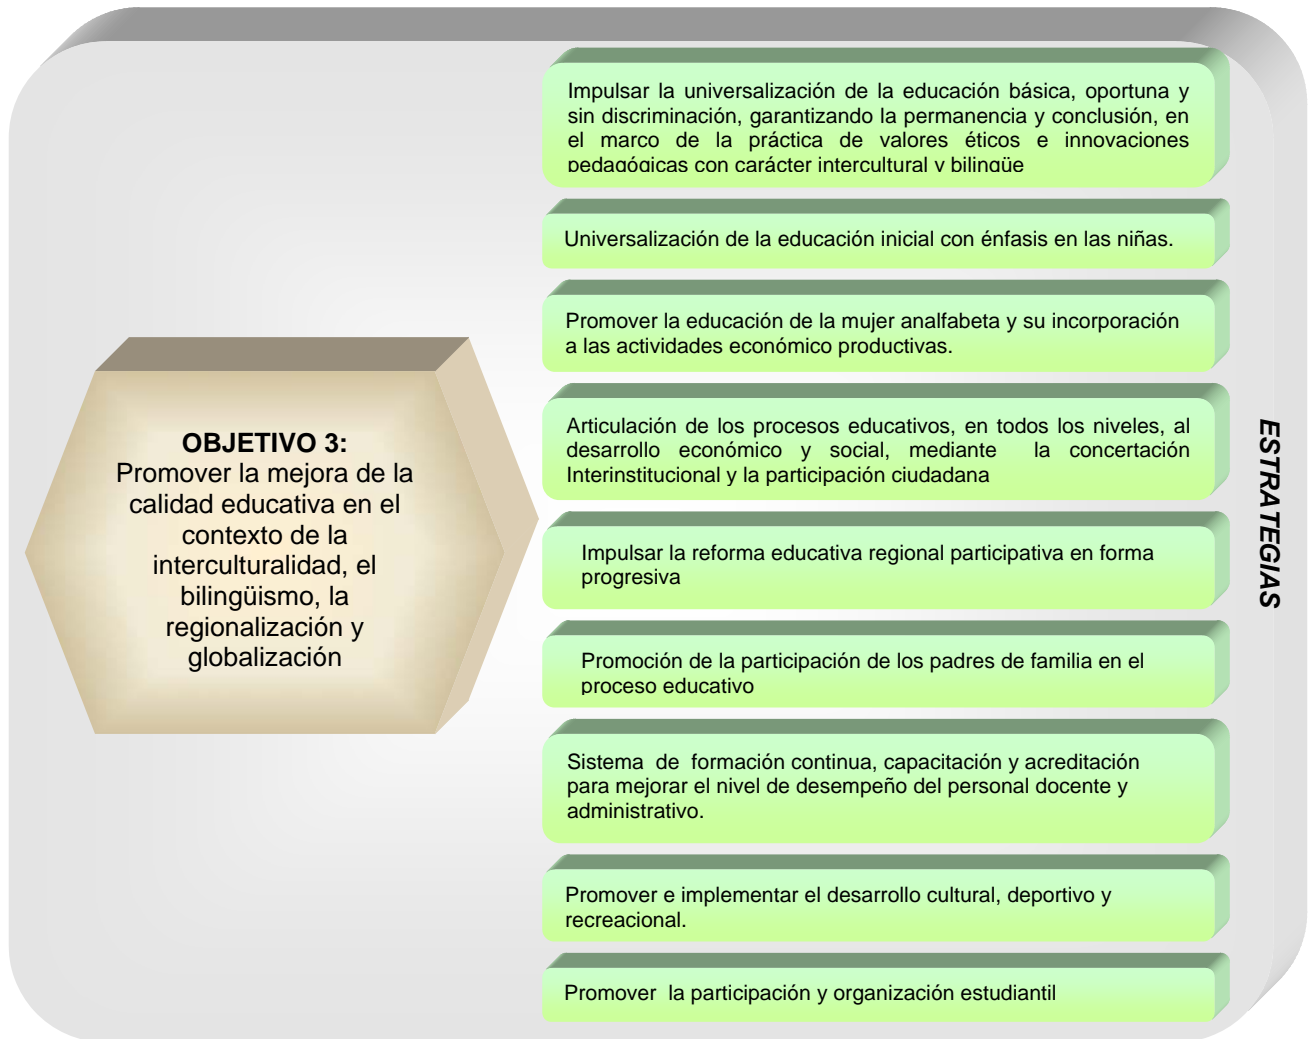 OBJETIVO 3:
Promover la mejora de la
calidad educativa en el
contexto de la
interculturalidad, el
bilingüismo, la
regionalización y
globalización
Impulsar la universalización de la educación básica, oportuna y
sin discriminación, garantizando la permanencia y conclusión, en
el marco de la práctica de valores éticos e innovaciones
pedagógicas con carácter intercultural y bilingüe
Universalización de la educación inicial con énfasis en las niñas.
Promover la educación de la mujer analfabeta y su incorporación
a las actividades económico productivas.
Articulación de los procesos educativos, en todos los niveles, al
desarrollo económico y social, mediante la concertación
Interinstitucional y la participación ciudadana
Impulsar la reforma educativa regional participativa en forma
progresiva
Promoción de la participación de los padres de familia en el
proceso educativo
Sistema de formación continua, capacitación y acreditación
para mejorar el nivel de desempeño del personal docente y
administrativo.
Promover e implementar el desarrollo cultural, deportivo y
recreacional.
Promover la participación y organización estudiantil
ESTRATEGIAS